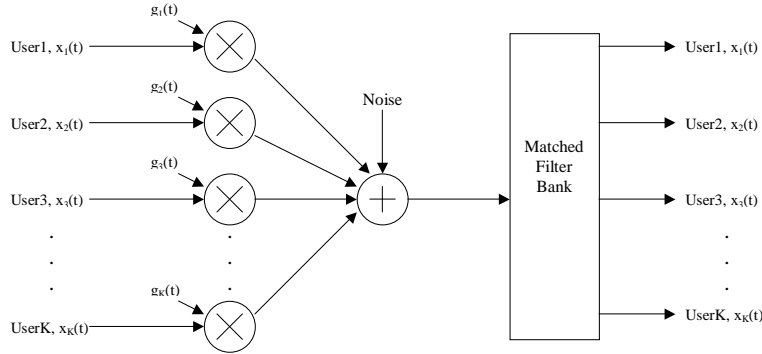 g1(t)
User1, x1(t)
User1, x1(t)
g2(t)
Noise
User2, x2(t)
User2, x2(t)
Matched
Filter
Bank
g3(t)
User3, x3(t)
User3, x3(t)
gK(t)
UserK, xK(t)
UserK, xK(t)